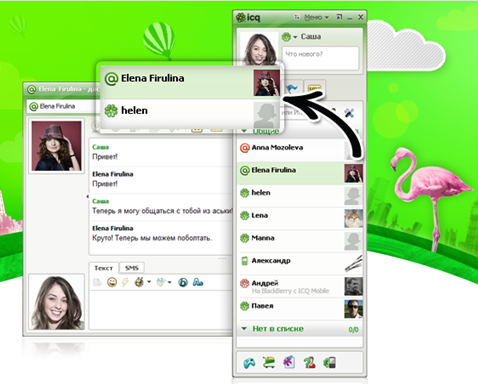 icq
Меню
Саша
Что нового?
Elena Firulina
helen
Elena Firulina -
Elena Firulina
или
Общие
Anna Mozoleva
Elena Firulina
helen
Lena
Manna
Александр
Андрей
На BlackBerry с ICQ Mobile
Павел
Нет в списке 0/0
Саша
Привет!
Elena Firulina
Привет!
Саша
Теперь я могу общаться с тобой из аськи!
Elena Firulina
Круто! Теперь мы можем поболтать.
Текст SMS